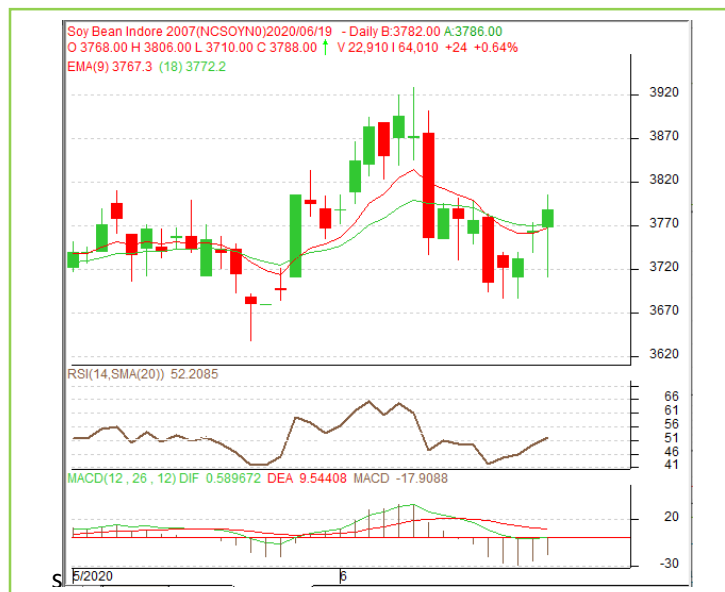 Soy Bean Indore 2007(NCSOYN0)2020/06/19 - Daily B:3782.00 A:3786.00
O 3768.00 H 3806.00 L 3710.00 C 3788.00 ↑ V 22,910 I 64,010 +24 +0.64%
EMA(9) 3767.3 (18) 3772.2
3920
3870
3820
3770
3720
3670
3620
RSI(14,SMA(20)) 52.2085
66
61
56
51
46
41
MACD(12 , 26 , 12) DIF 0.589672 DEA 9.54408 MACD -17.9088
20
-30
S 5/2020 6